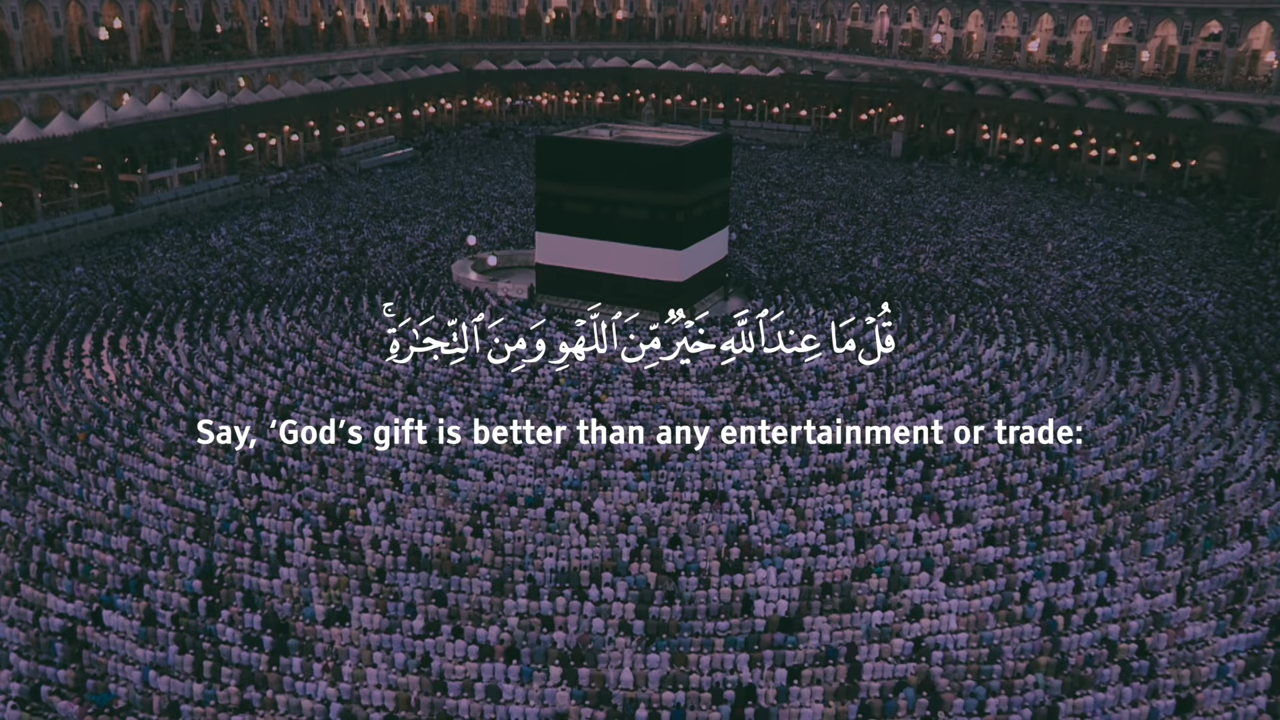 قُلْ مَا عِندَ ٱللَّهِ خَيْرٌ مِّنَ ٱللَّهْوِ وَمِنَ ٱلتِّجَـٰرَةِ ۚ
Say, ‘God’s gift is better than any entertainment or trade: